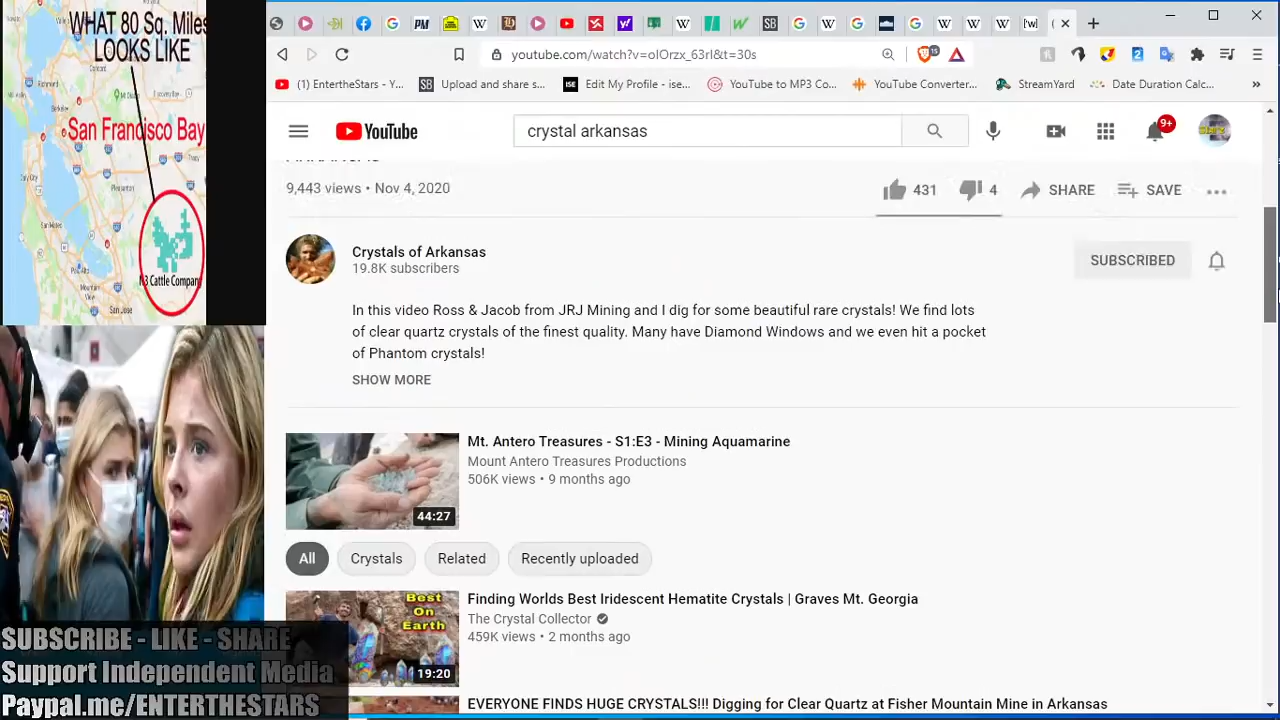 WHAT 80 Sq. Miles
LOOKS LIKE
San Francisco Bay
N3 Cattle Company
SUBSCRIBE - LIKE - SHARE
Support Independent Media
Paypal.me/ENTERTHESTARS
youtube.com/watch?v=oIOrzx_63rI&t=30s
(1) EntertheStars - Y...
Upload and share s...
Edit My Profile - ise...
YouTube to MP3 Co...
YouTube Converter...
StreamYard
Date Duration Calc...
YouTube
crystal arkansas
9+
9,443 views • Nov 4, 2020
431
4
SHARE
SAVE
Crystals of Arkansas
19.8K subscribers
SUBSCRIBED
In this video Ross & Jacob from JRJ Mining and I dig for some beautiful rare crystals! We find lots
of clear quartz crystals of the finest quality. Many have Diamond Windows and we even hit a pocket
of Phantom crystals!
SHOW MORE
Mt. Antero Treasures - S1:E3 - Mining Aquamarine
Mount Antero Treasures Productions
506K views • 9 months ago
44:27
All
Crystals
Related
Recently uploaded
Best
On
Earth
19:20
Finding Worlds Best Iridescent Hematite Crystals | Graves Mt. Georgia
The Crystal Collector
459K views • 2 months ago
EVERYONE FINDS HUGE CRYSTALS!!! Digging for Clear Quartz at Fisher Mountain Mine in Arkansas